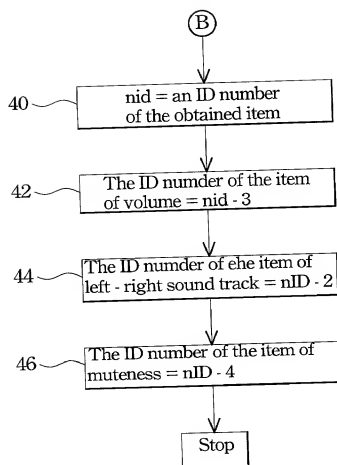 B
40
nid = an ID number
of the obtained item
42
The ID numder of the item
of volume = nid - 3
44
The ID numder of ehe item of
left - right sound track = nID - 2
46
The ID number of the item of
muteness = nID - 4
Stop